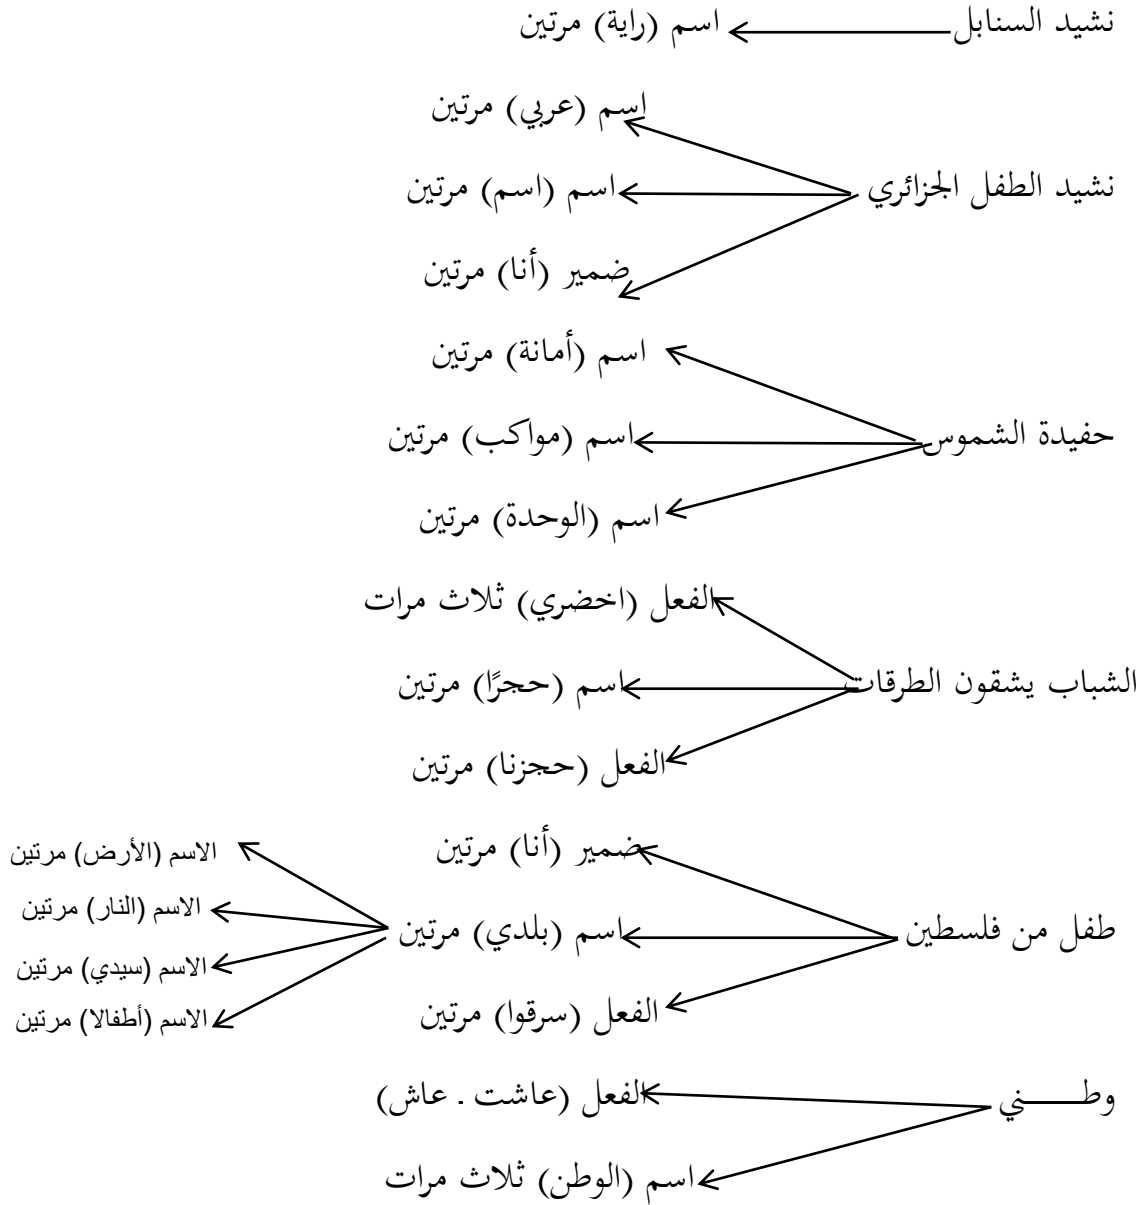 نشيد السنابل اسم (راية) مرتين
اسم (عربي) مرتين
نشيد الطفل الجزائري اسم (اسم) مرتين
ضمير (أنا) مرتين
اسم (أمانة) مرتين
حفيدة الشموس اسم (مواكب) مرتين
اسم (الوحدة) مرتين
الفعل (اخضري) ثلاث مرات
الشباب يشقون الطرقات اسم (حجرًا) مرتين
الفعل (حجزنا) مرتين
ضمير (أنا) مرتين الاسم (الأرض) مرتين
الاسم (النار) مرتين
طفل من فلسطين اسم (بلدي) مرتين
الاسم (سيدي) مرتين
الفعل (سرقوا) مرتين الاسم (أطفالا) مرتين
وطـــــني الفعل (عاشت . عاش)
اسم (الوطن) ثلاث مرات